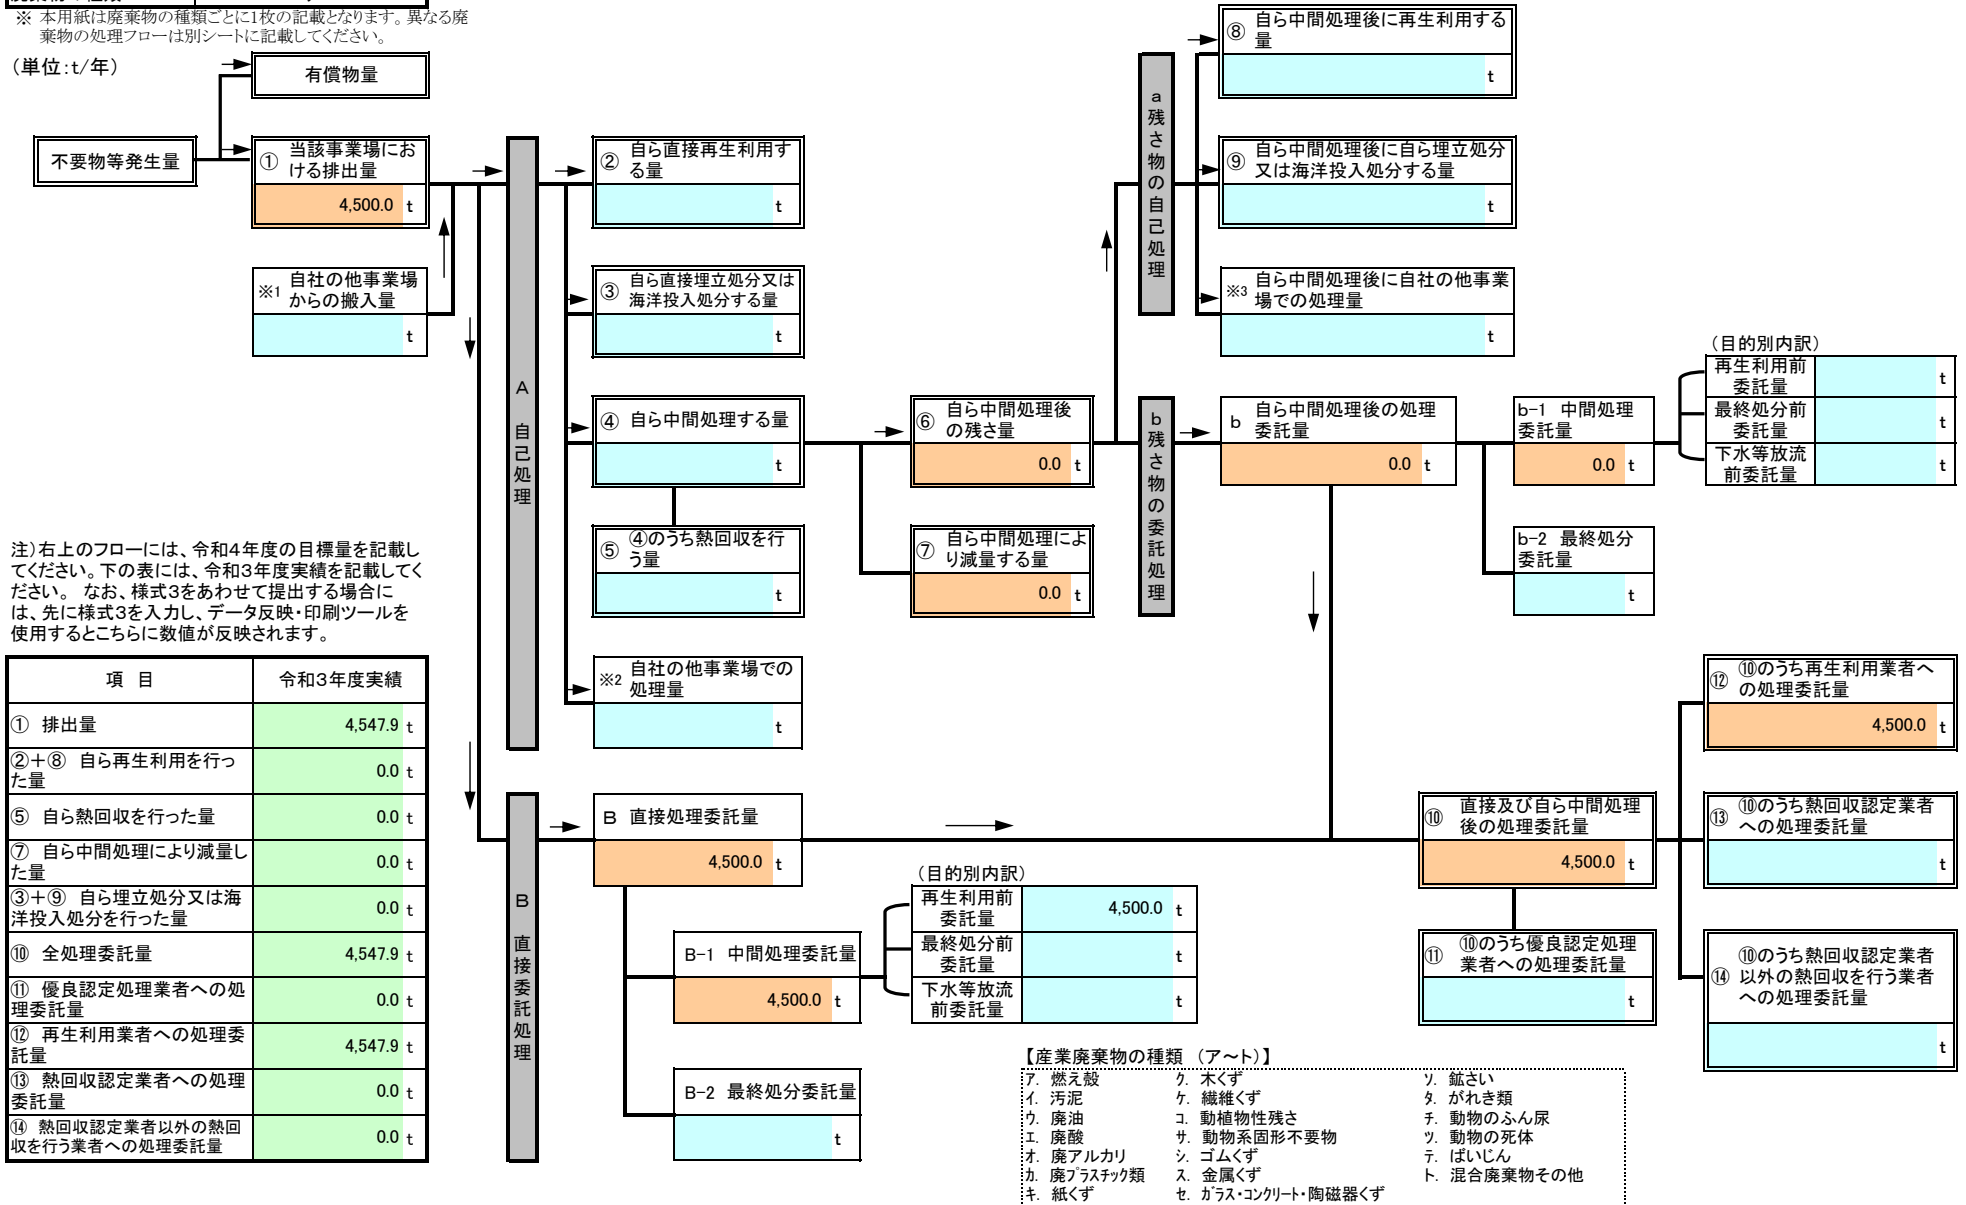 ※ 本用紙は廃棄物の種類ごとに1枚の記載となります。異なる廃
棄物の処理フローは別シートに記載してください。
(単位:t/年)
有償物量
不要物等発生量
① 当該事業場にお
ける排出量
4,500.0 t
※1 自社の他事業場
からの搬入量
t
A 自己処理
② 自ら直接再生利用す
る量
t
③ 自ら直接埋立処分又は
海洋投入処分する量
t
④ 自ら中間処理する量
t
⑤ ④のうち熱回収を行
う量
t
※2 自社の他事業場での
処理量
t
⑥ 自ら中間処理後
の残さ量
0.0 t
⑦ 自ら中間処理によ
り減量する量
0.0 t
a 残さ物の自己処理
⑧ 自ら中間処理後に再生利用する
量
t
⑨ 自ら中間処理後に自ら埋立処分
又は海洋投入処分する量
t
※3 自ら中間処理後に自社の他事業
場での処理量
t
b 残さ物の委託処理
b 自ら中間処理後の処理
委託量
0.0 t
b-1 中間処理
委託量
0.0 t
(目的別内訳)
再生利用前
委託量
t
最終処分前
委託量
t
下水等放流
前委託量
t
b-2 最終処分
委託量
t
注)右上のフローには、令和4年度の目標量を記載し
てください。下の表には、令和3年度実績を記載してく
ださい。 なお、様式3をあわせて提出する場合に
は、先に様式3を入力し、データ反映・印刷ツールを
使用するとこちらに数値が反映されます。
項 目 令和3年度実績
① 排出量 4,547.9 t
②+⑧ 自ら再生利用を行っ
た量
0.0 t
⑤ 自ら熱回収を行った量 0.0 t
⑦ 自ら中間処理により減量し
た量
0.0 t
③+⑨ 自ら埋立処分又は海
洋投入処分を行った量
0.0 t
⑩ 全処理委託量 4,547.9 t
⑪ 優良認定処理業者への処
理委託量
0.0 t
⑫ 再生利用業者への処理委
託量
4,547.9 t
⑬ 熱回収認定業者への処理
委託量
0.0 t
⑭ 熱回収認定業者以外の熱回
収を行う業者への処理委託量
0.0 t
B 直接委託処理
B 直接処理委託量
4,500.0 t
B-1 中間処理委託量
4,500.0 t
(目的別内訳)
再生利用前
委託量
4,500.0 t
最終処分前
委託量
t
下水等放流
前委託量
t
B-2 最終処分委託量
t
⑩ 直接及び自ら中間処理
後の処理委託量
4,500.0 t
⑪ ⑩のうち優良認定処理
業者への処理委託量
t
⑫ ⑩のうち再生利用業者へ
の処理委託量
4,500.0 t
⑬ ⑩のうち熱回収認定業者
への処理委託量
t
⑭ ⑩のうち熱回収認定業者
以外の熱回収を行う業者
への処理委託量
t
【産業廃棄物の種類 (ア~ト)】
ア. 燃え殻 ク. 木くず ソ. 鉱さい
イ. 汚泥 ケ. 繊維くず タ. がれき類
ウ. 廃油 コ. 動植物性残さ チ. 動物のふん尿
エ. 廃酸 サ. 動物系固形不要物 ツ. 動物の死体
オ. 廃アルカリ シ. ゴムくず テ. ばいじん
カ. 廃プラスチック類 ス. 金属くず ト. 混合廃棄物その他
キ. 紙くず セ. ガラス・コンクリート・陶磁器くず